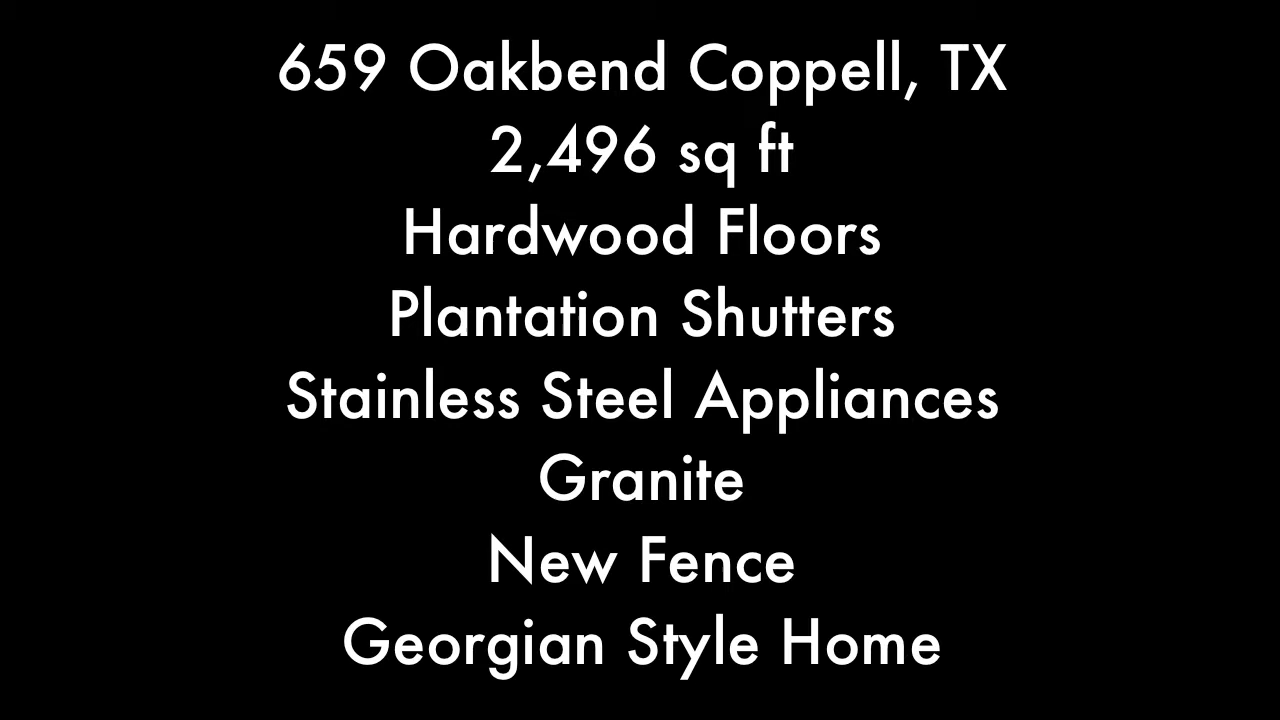 659 Oakbend Coppell, TX
2,496 sq ft
Hardwood Floors
Plantation Shutters
Stainless Steel Appliances
Granite
New Fence
Georgian Style Home